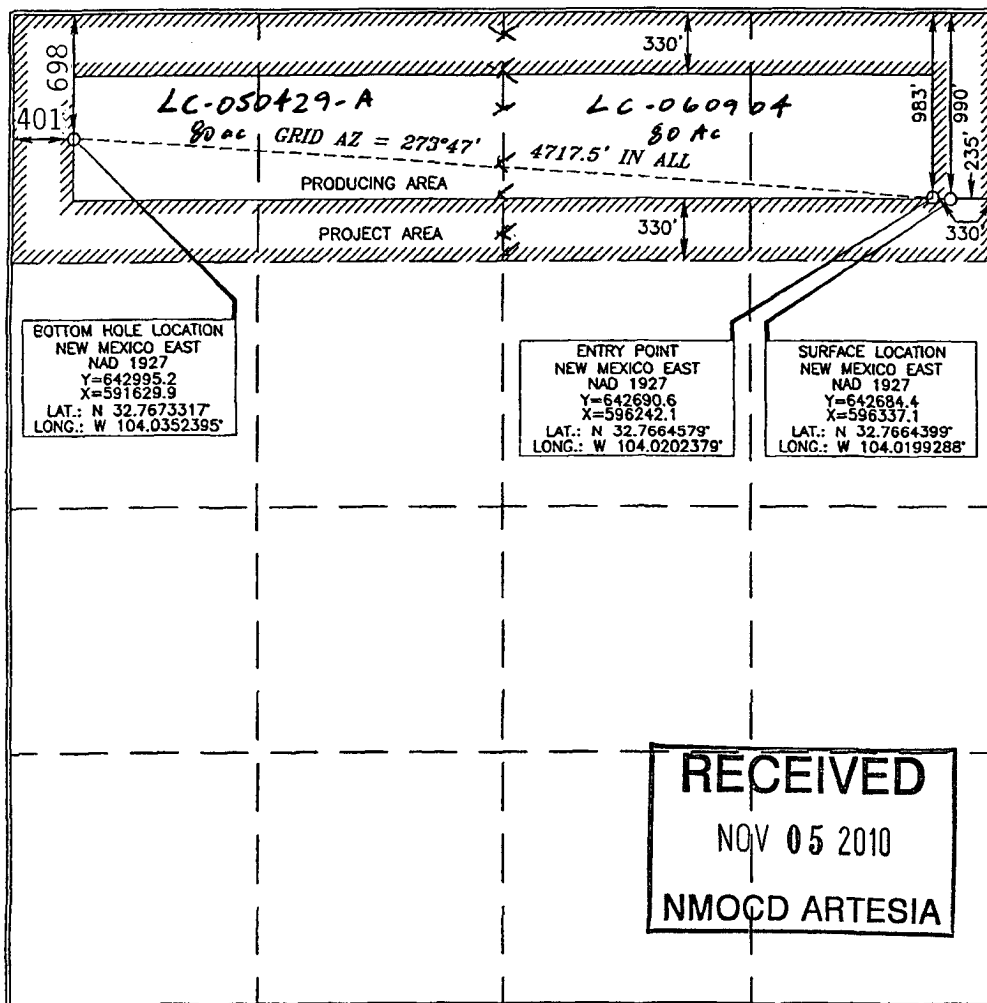 698
401'
330'
983'
990'
235'
LC-050429-A
LC-060904
80 ac
GRID AZ = 273°47'
80 Ac
4717.5' IN ALL
PRODUCING AREA
PROJECT AREA
330'
330'
BOTTOM HOLE LOCATION
NEW MEXICO EAST
NAD 1927
Y=642995.2
X=591629.9
LAT.: N 32.7673317°
LONG.: W 104.0352395°
ENTRY POINT
NEW MEXICO EAST
NAD 1927
Y=642690.6
X=596242.1
LAT.: N 32.7664579°
LONG.: W 104.0202379°
SURFACE LOCATION
NEW MEXICO EAST
NAD 1927
Y=642684.4
X=596337.1
LAT.: N 32.7664399°
LONG.: W 104.0199288°
RECEIVED
NOV 05 2010
NMOCD ARTESIA